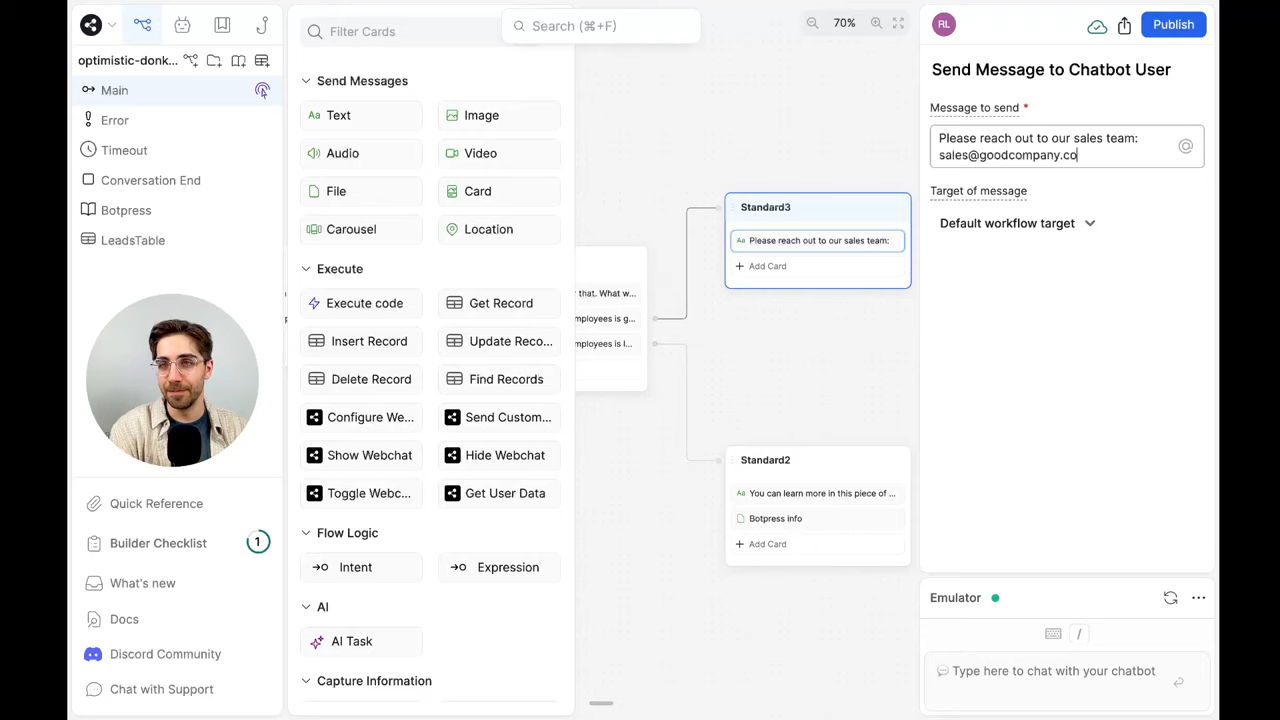 optimistic-donk...
Main
Error
Timeout
Conversation End
Botpress
LeadsTable
Quick Reference
Builder Checklist
1
What's new
Docs
Discord Community
Chat with Support
Filter Cards
Search (⌘+F)
Send Messages
Aa Text
Image
Audio
Video
File
Card
Carousel
Location
Execute
Execute code
Get Record
Insert Record
Update Reco...
Delete Record
Find Records
Configure We...
Send Custom...
Show Webchat
Hide Webchat
Toggle Webc...
Get User Data
Flow Logic
Intent
Expression
AI
AI Task
Capture Information
70%
that. What w...
mployees is g...
mployees is l...
Standard3
Aa Please reach out to our sales team:
+ Add Card
Standard2
Aa You can learn more in this piece of ...
Botpress info
+ Add Card
RL
Publish
Send Message to Chatbot User
Message to send *
Please reach out to our sales team:
sales@goodcompany.co
@
Target of message
Default workflow target
Emulator
/
Type here to chat with your chatbot